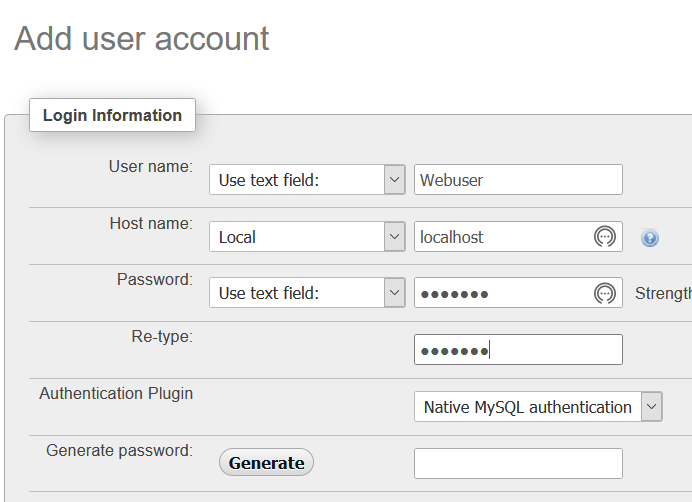 Add user account
Login Information
User name: Use text field: Webuser
Host name: Local localhost
Password: Use text field: ●●●●●●● Strength
Re-type: ●●●●●●●
Authentication Plugin Native MySQL authentication
Generate password: Generate